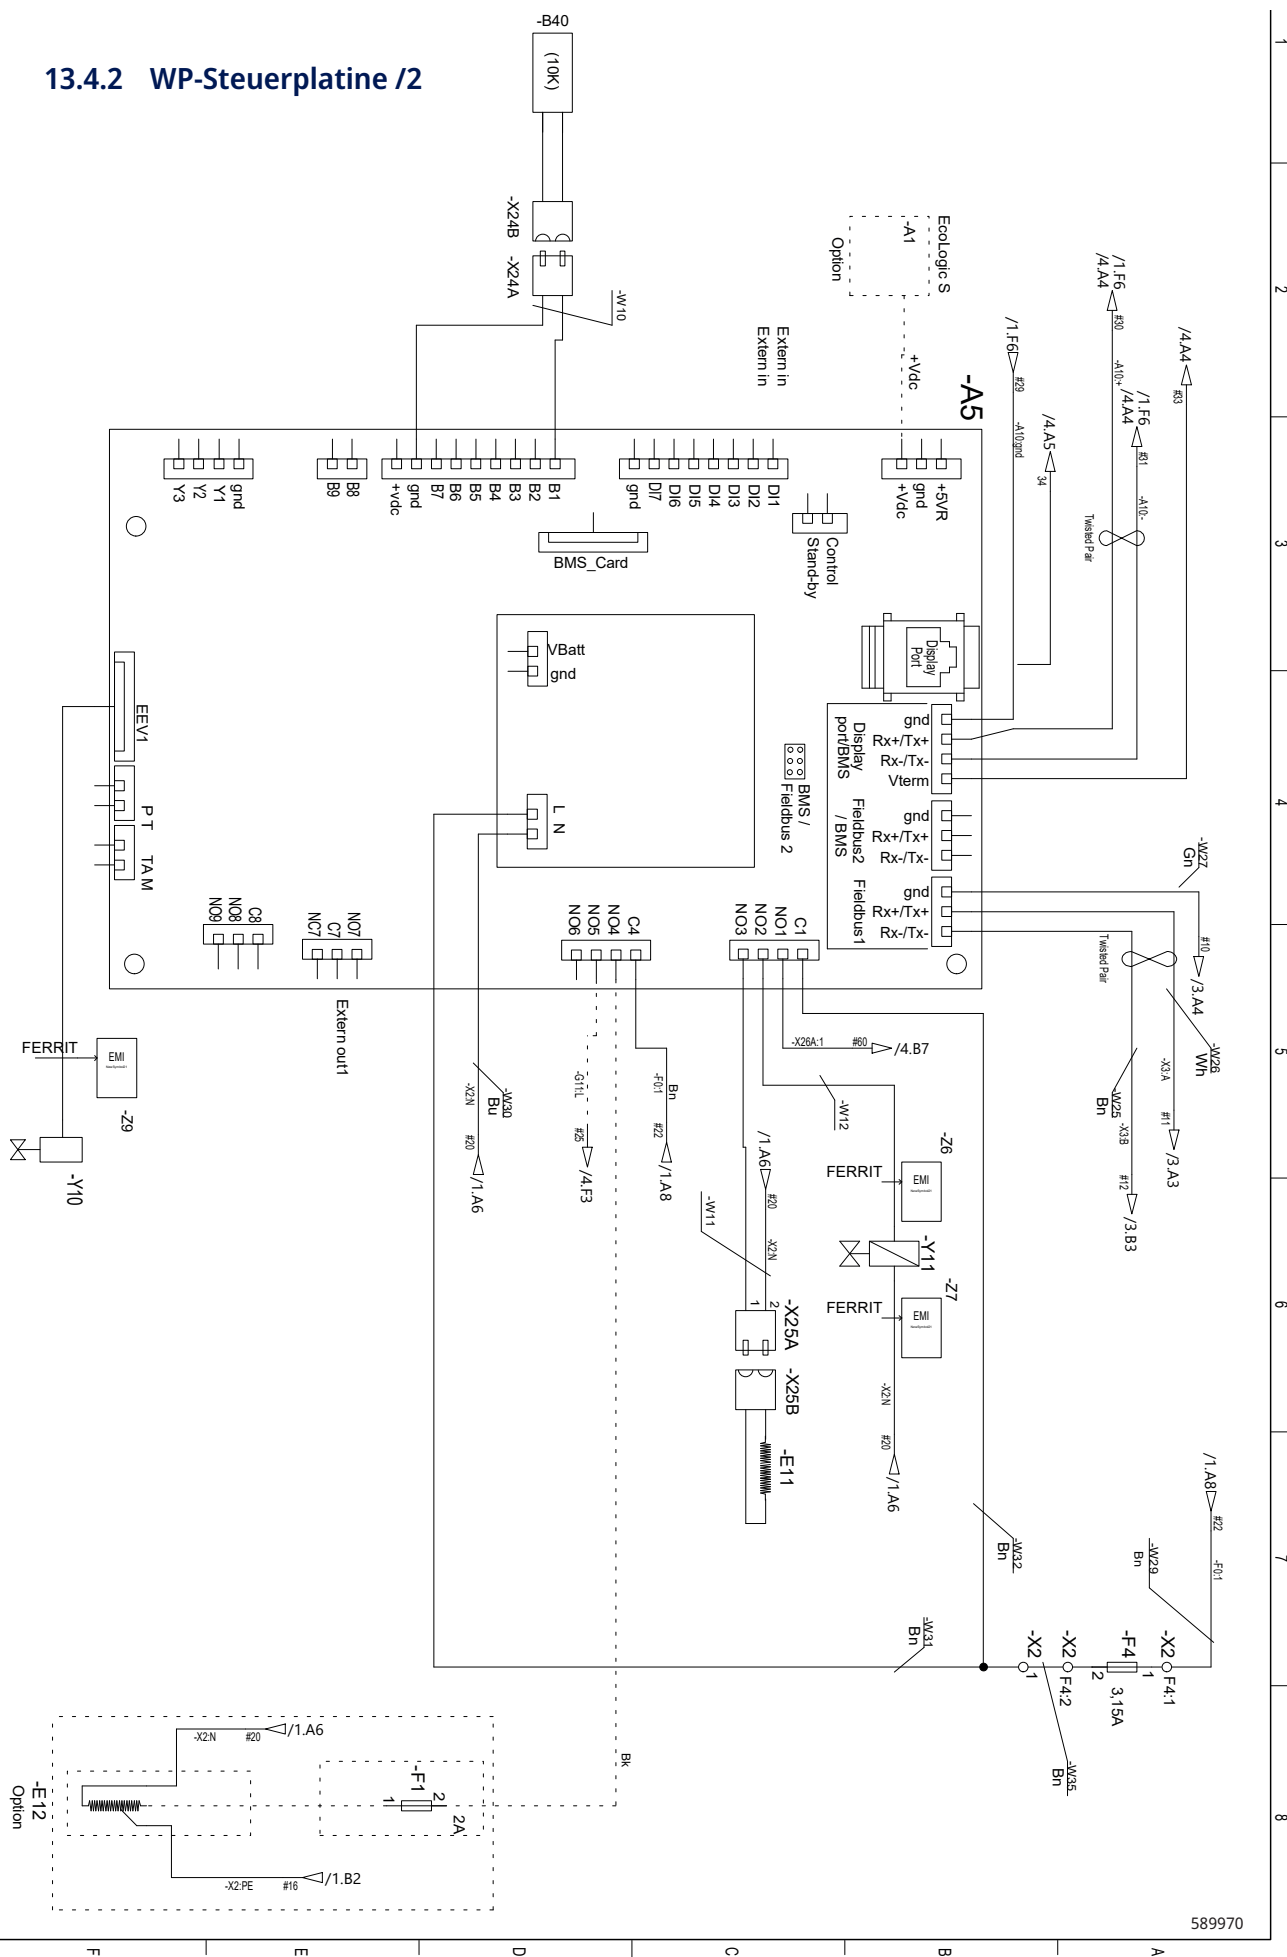 13.4.2 WP-Steuerplatine /2
-B40
(10K)
-X24B
-X24A
-W10
EcoLogic S
-A1
Option
+Vdc
Extern in
Extern in
-A5
/1.F6
#29
-A10:gnd
/4.A5
34
/1.F6
/4.A4
#30
-A10:+
/1.F6
/4.A4
#31
-A10:-
/4.A4
#33
Twisted Pair
Y3
Y2
Y1
gnd
B9
B8
+vdc
gnd
B7
B6
B5
B4
B3
B2
B1
gnd
DI7
DI6
DI5
DI4
DI3
DI2
DI1
+Vdc
gnd
+5VR
Control
Stand-by
BMS_Card
VBatt
gnd
Display
Port
gnd
Rx+/Tx+
Rx-/Tx-
Vterm
Display
port/BMS
gnd
Rx+/Tx+
Rx-/Tx-
Fieldbus2
/ BMS
gnd
Rx+/Tx+
Rx-/Tx-
Fieldbus1
BMS /
Fieldbus 2
EEV1
P T
TA M
L N
NO9
NO8
C8
NC7
C7
NO7
NO6
NO5
NO4
C4
NO3
NO2
NO1
C1
Extern out1
-W27
Gn
#10
/3.A4
Twisted Pair
-W26
Wh
-X3:A
#11
/3.A3
-W25
Bn
-X3:B
#12
/3.B3
FERRIT
EMI
-Z9
-Y10
-W30
Bu
-X2:N
#20
/1.A6
-G11:L
#25
/4.F3
Bn
-F0:1
#22
/1.A8
-X26A:1
#60
/4.B7
-W12
-W11
/1.A6
#20
-X2:N
-Z6
FERRIT
EMI
-Y11
-Z7
FERRIT
EMI
-X2:N
#20
/1.A6
1
2
-X25A
-X25B
-E11
-W32
Bn
-W31
Bn
/1.A8
#22
-F0:1
-W29
Bn
-X2
1
-X2
F4:2
-F4
2
1
3,15A
-X2
F4:1
-W35
Bn
Bk
/1.A6
#20
-X2:N
-F1
1
2
2A
-E12
Option
-X2:PE
#16
/1.B2
1
2
3
4
5
6
7
8
F
E
D
C
B
A
589970